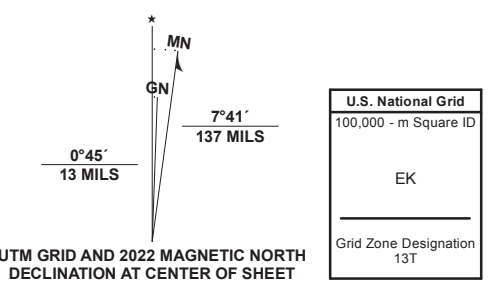 ★
MN
GN
7°41´
137 MILS
0°45´
13 MILS
UTM GRID AND 2022 MAGNETIC NORTH
DECLINATION AT CENTER OF SHEET
U.S. National Grid
100,000 - m Square ID
EK
Grid Zone Designation
13T